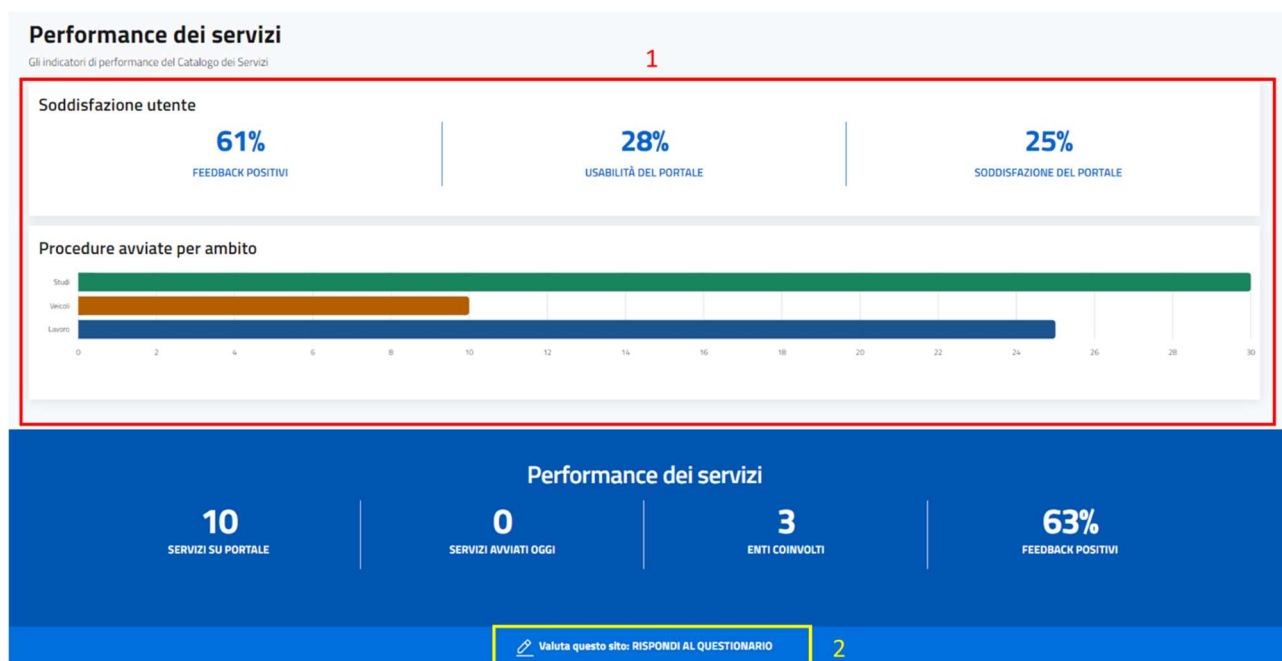 Performance dei servizi
Gli indicatori di performance del Catalogo dei Servizi
1
Soddisfazione utente
61%
28%
25%
FEEDBACK POSITIVI
USABILITÀ DEL PORTALE
SODDISFAZIONE DEL PORTALE
Procedure avviate per ambito
Studi
Veicoli
Lavoro
0 2 4 6 8 10 12 14 16 18 20 22 24 26 28 30
Performance dei servizi
10
0
3
63%
SERVIZI SU PORTALE
SERVIZI AVVIATI OGGI
ENTI COINVOLTI
FEEDBACK POSITIVI
Valuta questo sito: RISPONDI AL QUESTIONARIO
2